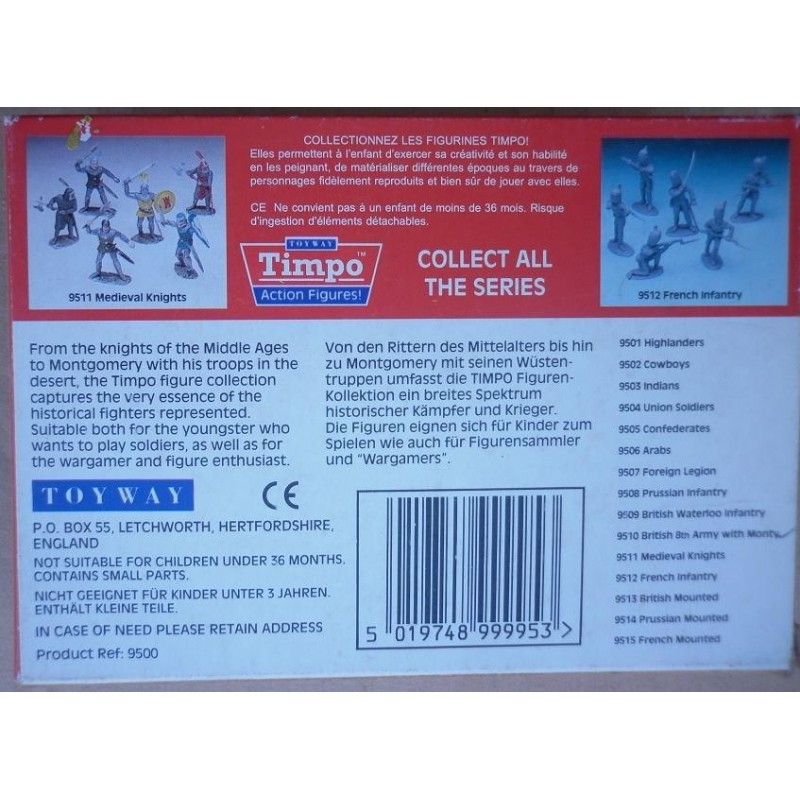 COLLECTIONNEZ LES FIGURINES TIMPO!
Elles permettent à l'enfant d'exercer sa créativité et son habilité
en les peignant, de matérialiser différentes époques au travers de
personnages fidèlement reproduits et bien sûr de jouer avec elles.
CE Ne convient pas à un enfant de moins de 36 mois. Risque
d'ingestion d'éléments détachables.
9511 Medieval Knights
TOYWAY
Timpo™
Action Figures!
COLLECT ALL
THE SERIES
9512 French Infantry
From the knights of the Middle Ages
to Montgomery with his troops in the
desert, the Timpo figure collection
captures the very essence of the
historical fighters represented.
Suitable both for the youngster who
wants to play soldiers, as well as for
the wargamer and figure enthusiast.
Von den Rittern des Mittelalters bis hin
zu Montgomery mit seinen Wüsten-
truppen umfasst die TIMPO Figuren-
Kollektion ein breites Spektrum
historischer Kämpfer und Krieger.
Die Figuren eignen sich für Kinder zum
Spielen wie auch für Figurensammler
und "Wargamers".
9501 Highlanders
9502 Cowboys
9503 Indians
9504 Union Soldiers
9505 Confederates
9506 Arabs
9507 Foreign Legion
9508 Prussian Infantry
9509 British Waterloo Infantry
9510 British 8th Army with Monty
9511 Medieval Knights
9512 French Infantry
9513 British Mounted
9514 Prussian Mounted
9515 French Mounted
TOYWAY
CE
P.O. BOX 55, LETCHWORTH, HERTFORDSHIRE,
ENGLAND
NOT SUITABLE FOR CHILDREN UNDER 36 MONTHS.
CONTAINS SMALL PARTS.
NICHT GEEIGNET FÜR KINDER UNTER 3 JAHREN.
ENTHÄLT KLEINE TEILE.
IN CASE OF NEED PLEASE RETAIN ADDRESS
Product Ref: 9500
5 019748 999953 >